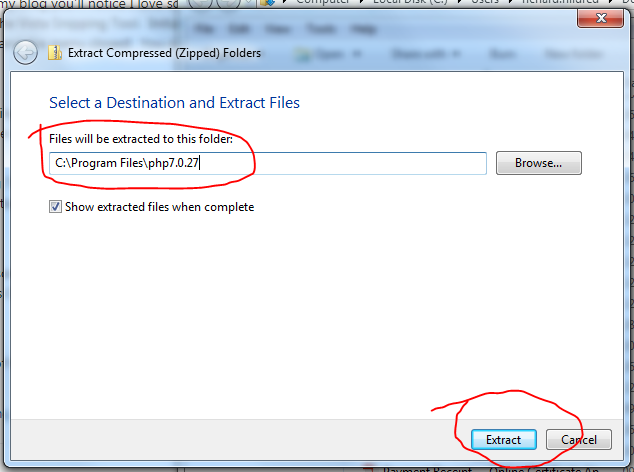 my blog you'll notice I love
Computer Local Disk (C:) Users richard.hildred
File Edit View Tools Help
Extract Compressed (Zipped) Folders
Open Share with Burn New folder
Select a Destination and Extract Files
Files will be extracted to this folder:
C:\Program Files\php7.0.27
Browse...
Show extracted files when complete
Extract
Cancel
Payment Receipt Online Certificate An